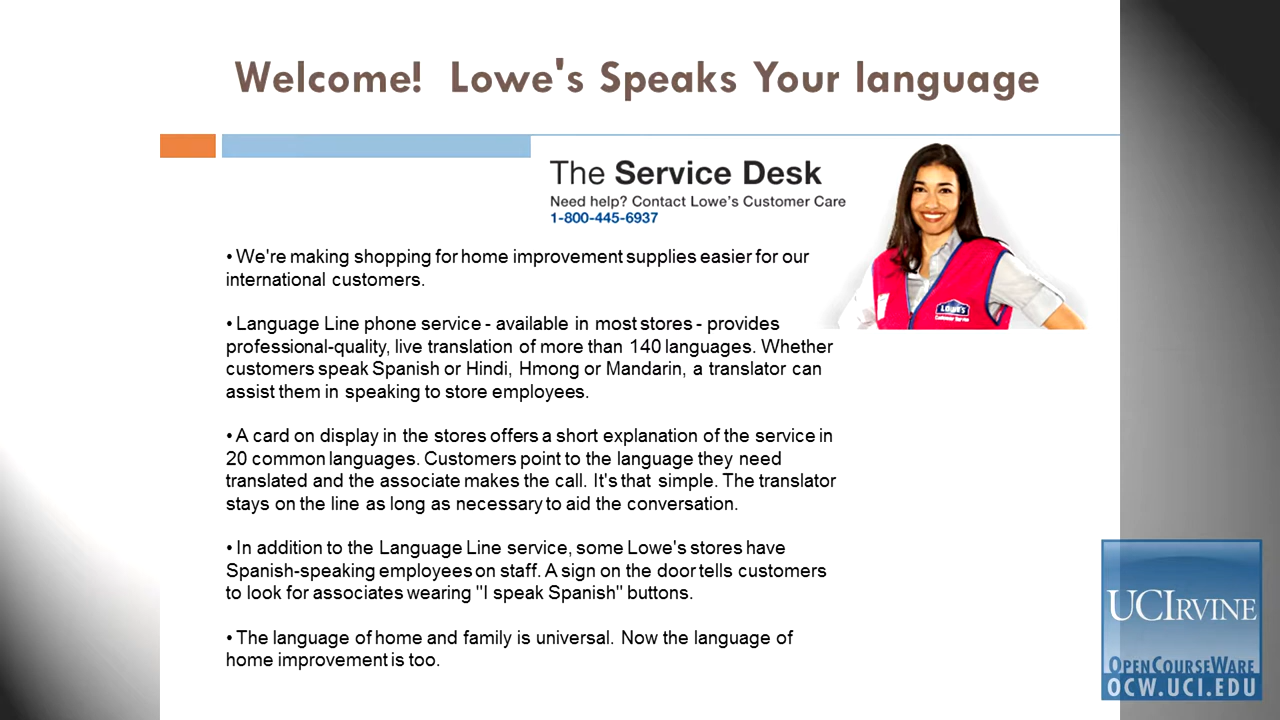 Welcome!  Lowe's Speaks Your language
The Service Desk
Need help? Contact Lowe's Customer Care
1-800-445-6937
LOWE'S
Customer Service
• We're making shopping for home improvement supplies easier for our
international customers.
• Language Line phone service - available in most stores - provides
professional-quality, live translation of more than 140 languages. Whether
customers speak Spanish or Hindi, Hmong or Mandarin, a translator can
assist them in speaking to store employees.
• A card on display in the stores offers a short explanation of the service in
20 common languages. Customers point to the language they need
translated and the associate makes the call. It's that simple. The translator
stays on the line as long as necessary to aid the conversation.
• In addition to the Language Line service, some Lowe's stores have
Spanish-speaking employees on staff. A sign on the door tells customers
to look for associates wearing "I speak Spanish" buttons.
• The language of home and family is universal. Now the language of
home improvement is too.
UCIRVINE
OPENCOURSEWARE
OCW.UCI.EDU